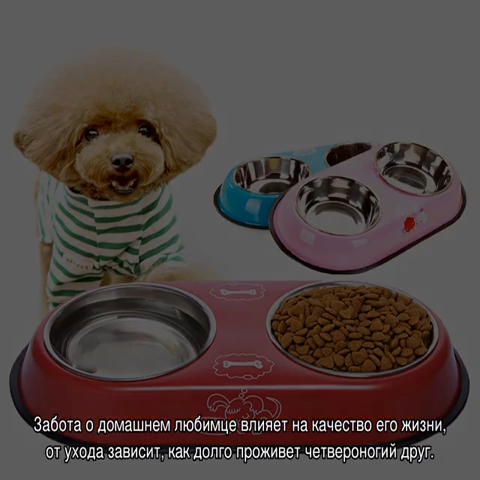 Забота о домашнем любимце влияет на качество его жизни,
от ухода зависит, как долго проживет четвероногий друг.